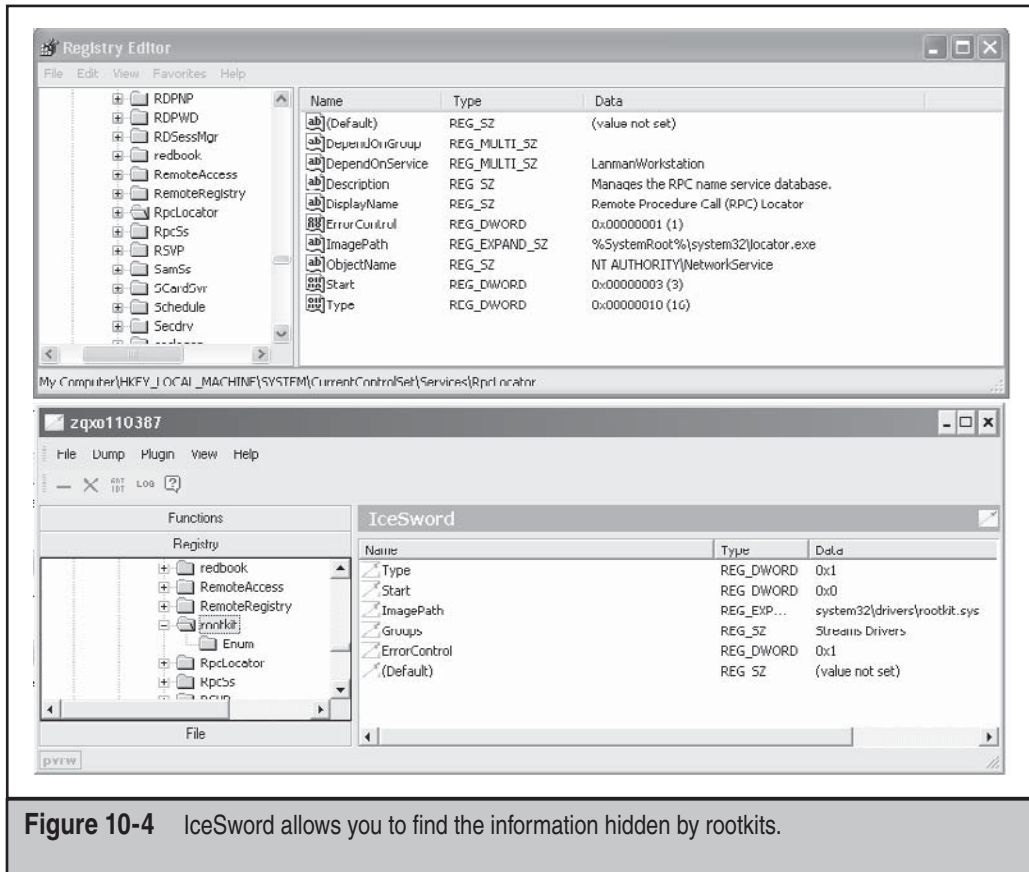 Registry Editor
File Edit View Favorites Help
RDPNP
RDPWD
RDSessMgr
redbook
RemoteAccess
RemoteRegistry
RpcLocator
RpcSs
RSVP
SamSs
SCardSvr
Schedule
Secdrv
Name Type Data
(Default) REG_SZ (value not set)
DependOnGroup REG_MULTI_SZ
DependOnService REG_MULTI_SZ LanmanWorkstation
Description REG_SZ Manages the RPC name service database.
DisplayName REG_SZ Remote Procedure Call (RPC) Locator
ErrorControl REG_DWORD 0x00000001 (1)
ImagePath REG_EXPAND_SZ %SystemRoot%\system32\locator.exe
ObjectName REG_SZ NT AUTHORITY\NetworkService
Start REG_DWORD 0x00000003 (3)
Type REG_DWORD 0x00000010 (16)
My Computer\HKEY_LOCAL_MACHINE\SYSTEM\CurrentControlSet\Services\RpcLocator
zqxo110387
File Dump Plugin View Help
LOG
Functions
Registry
redbook
RemoteAccess
RemoteRegistry
rootkit
Enum
RpcLocator
RpcSs
RSVP
File
IceSword
Name Type Data
Type REG_DWORD 0x1
Start REG_DWORD 0x0
ImagePath REG_EXP... system32\drivers\rootkit.sys
Groups REG_SZ Streams Drivers
ErrorControl REG_DWORD 0x1
(Default) REG_SZ (value not set)
Figure 10-4 IceSword allows you to find the information hidden by rootkits.